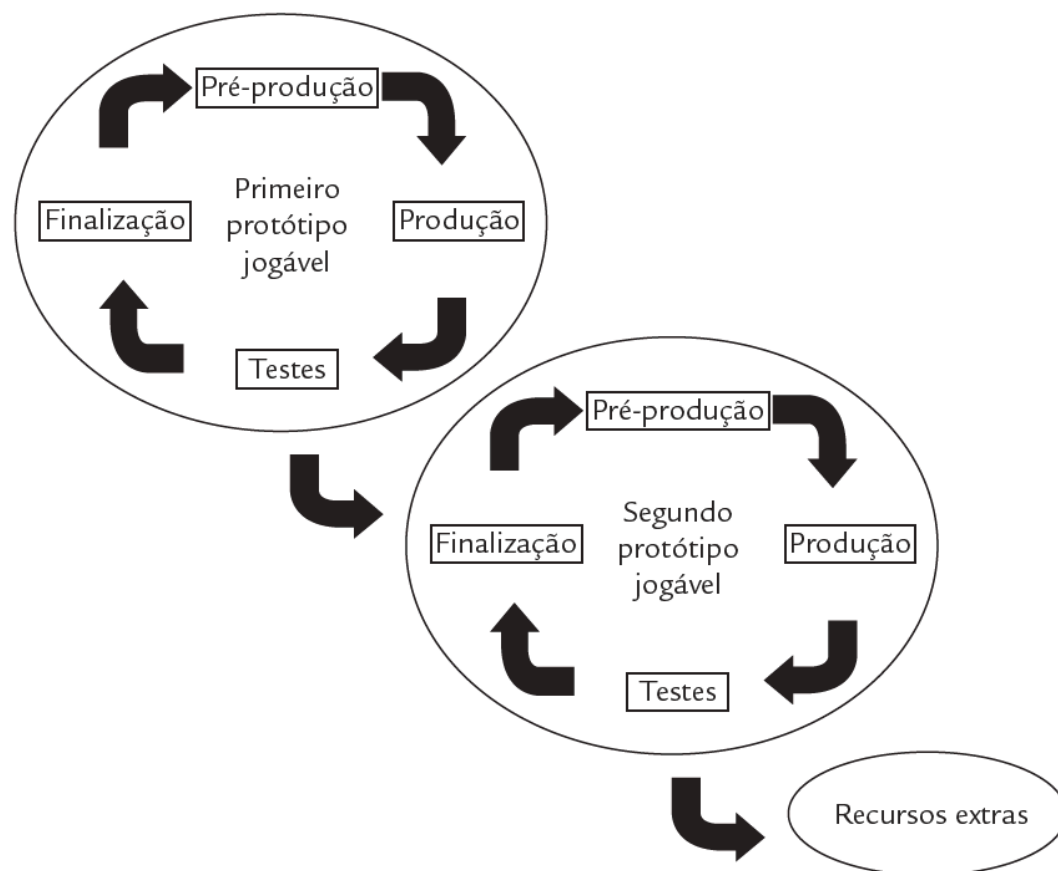 Pré-produção
Primeiro
protótipo
jogável
Finalização
Produção
Testes
Pré-produção
Segundo
protótipo
jogável
Finalização
Produção
Testes
Recursos extras